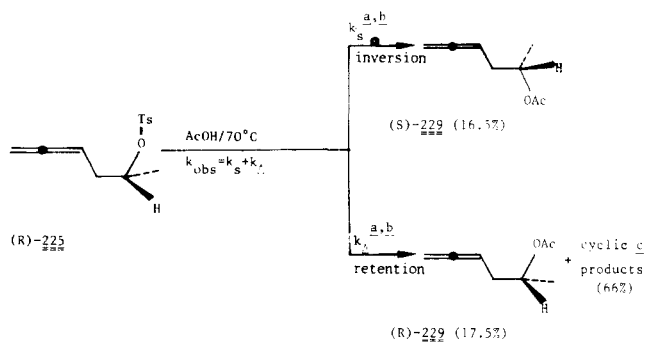 k_s a,b
inversion
H
OAc
(S)-229 (16.5%)
Ts
O
AcOH/70°C
k_obs=k_s+k_Δ
H
(R)-225
k_Δ a,b
retention
OAc
H
+ cyclic c
products
(66%)
(R)-229 (17.5%)